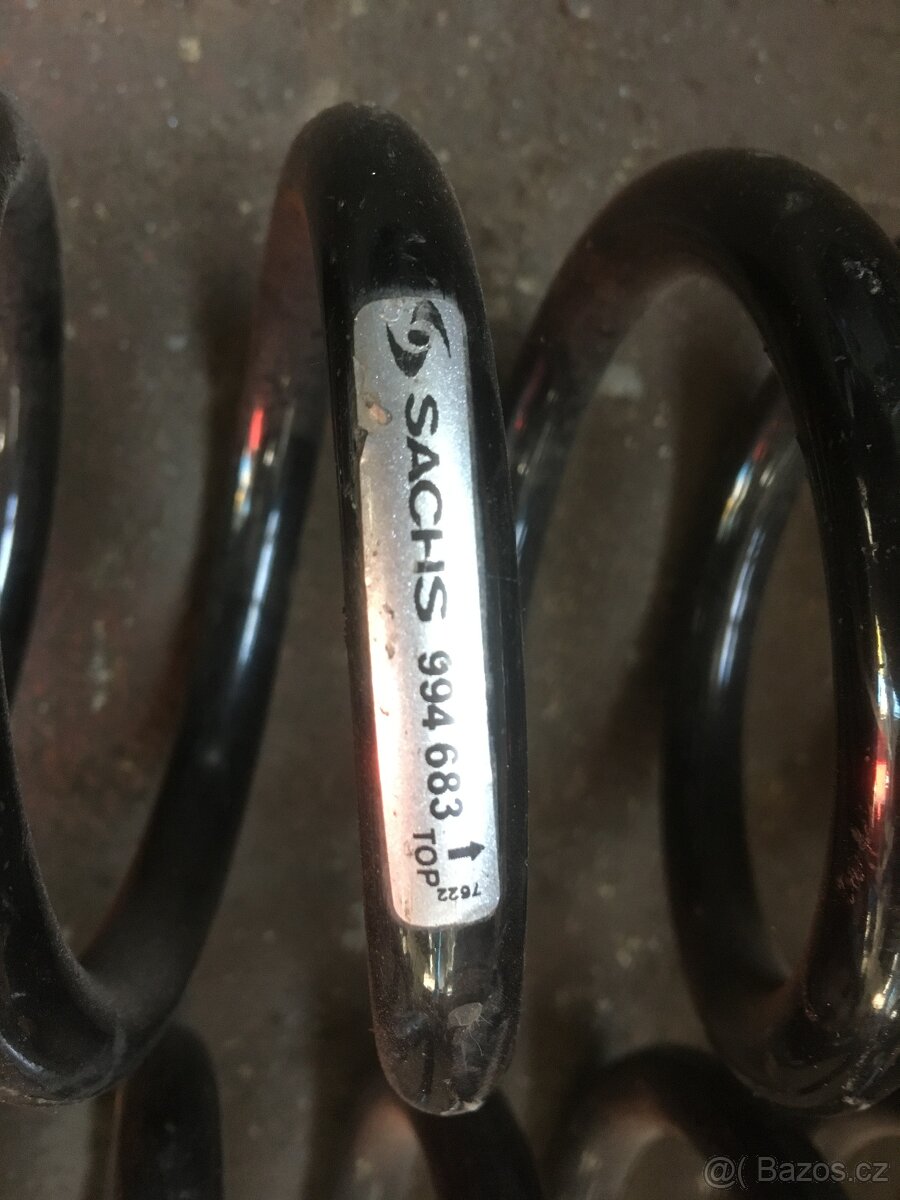 SACHS 994 683
TOP
7622
@( Bazos.cz